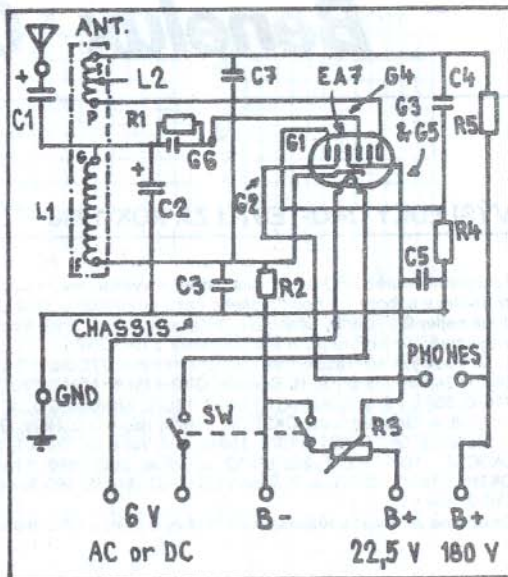 Benelux
ANT.
L2
C7
EA7
G4
C4
C1
P
R1
G3
& G5
R5
G
G6
G1
L1
C2
G2
R4
F
C3
R2
C5
CHASSIS
PHONES
GND
SW
R3
6 V
B-
B+
B+
AC or DC
22,5 V
180 V